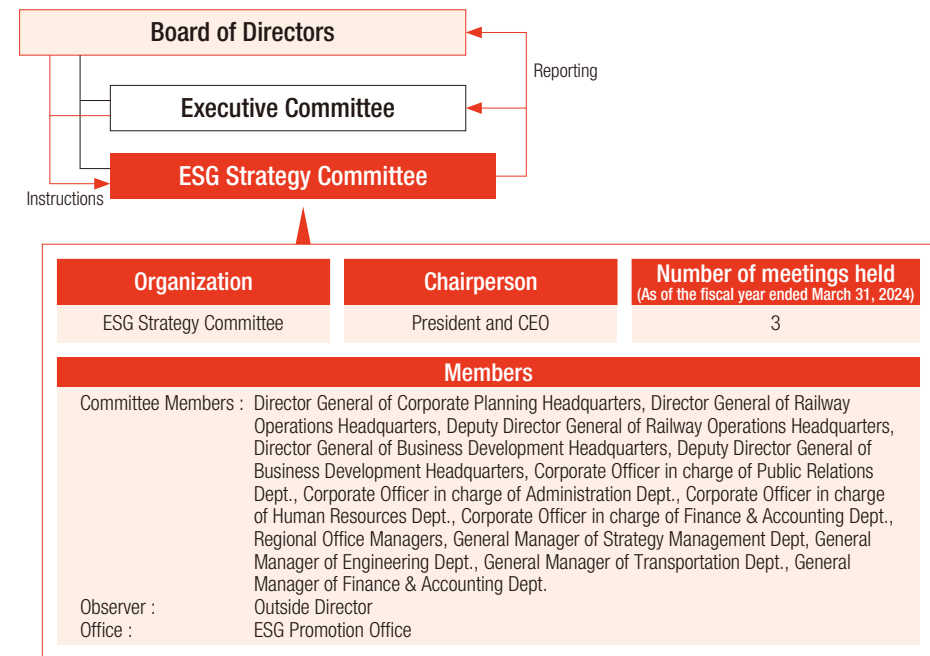 Board of Directors
Reporting
Executive Committee
ESG Strategy Committee
Instructions
Organization
Chairperson
Number of meetings held
(As of the fiscal year ended March 31, 2024)
ESG Strategy Committee
President and CEO
3
Members
Committee Members : Director General of Corporate Planning Headquarters, Director General of Railway
Operations Headquarters, Deputy Director General of Railway Operations Headquarters,
Director General of Business Development Headquarters, Deputy Director General of
Business Development Headquarters, Corporate Officer in charge of Public Relations
Dept., Corporate Officer in charge of Administration Dept., Corporate Officer in charge
of Human Resources Dept., Corporate Officer in charge of Finance & Accounting Dept.,
Regional Office Managers, General Manager of Strategy Management Dept, General
Manager of Engineering Dept., General Manager of Transportation Dept., General
Manager of Finance & Accounting Dept.
Observer : Outside Director
Office : ESG Promotion Office